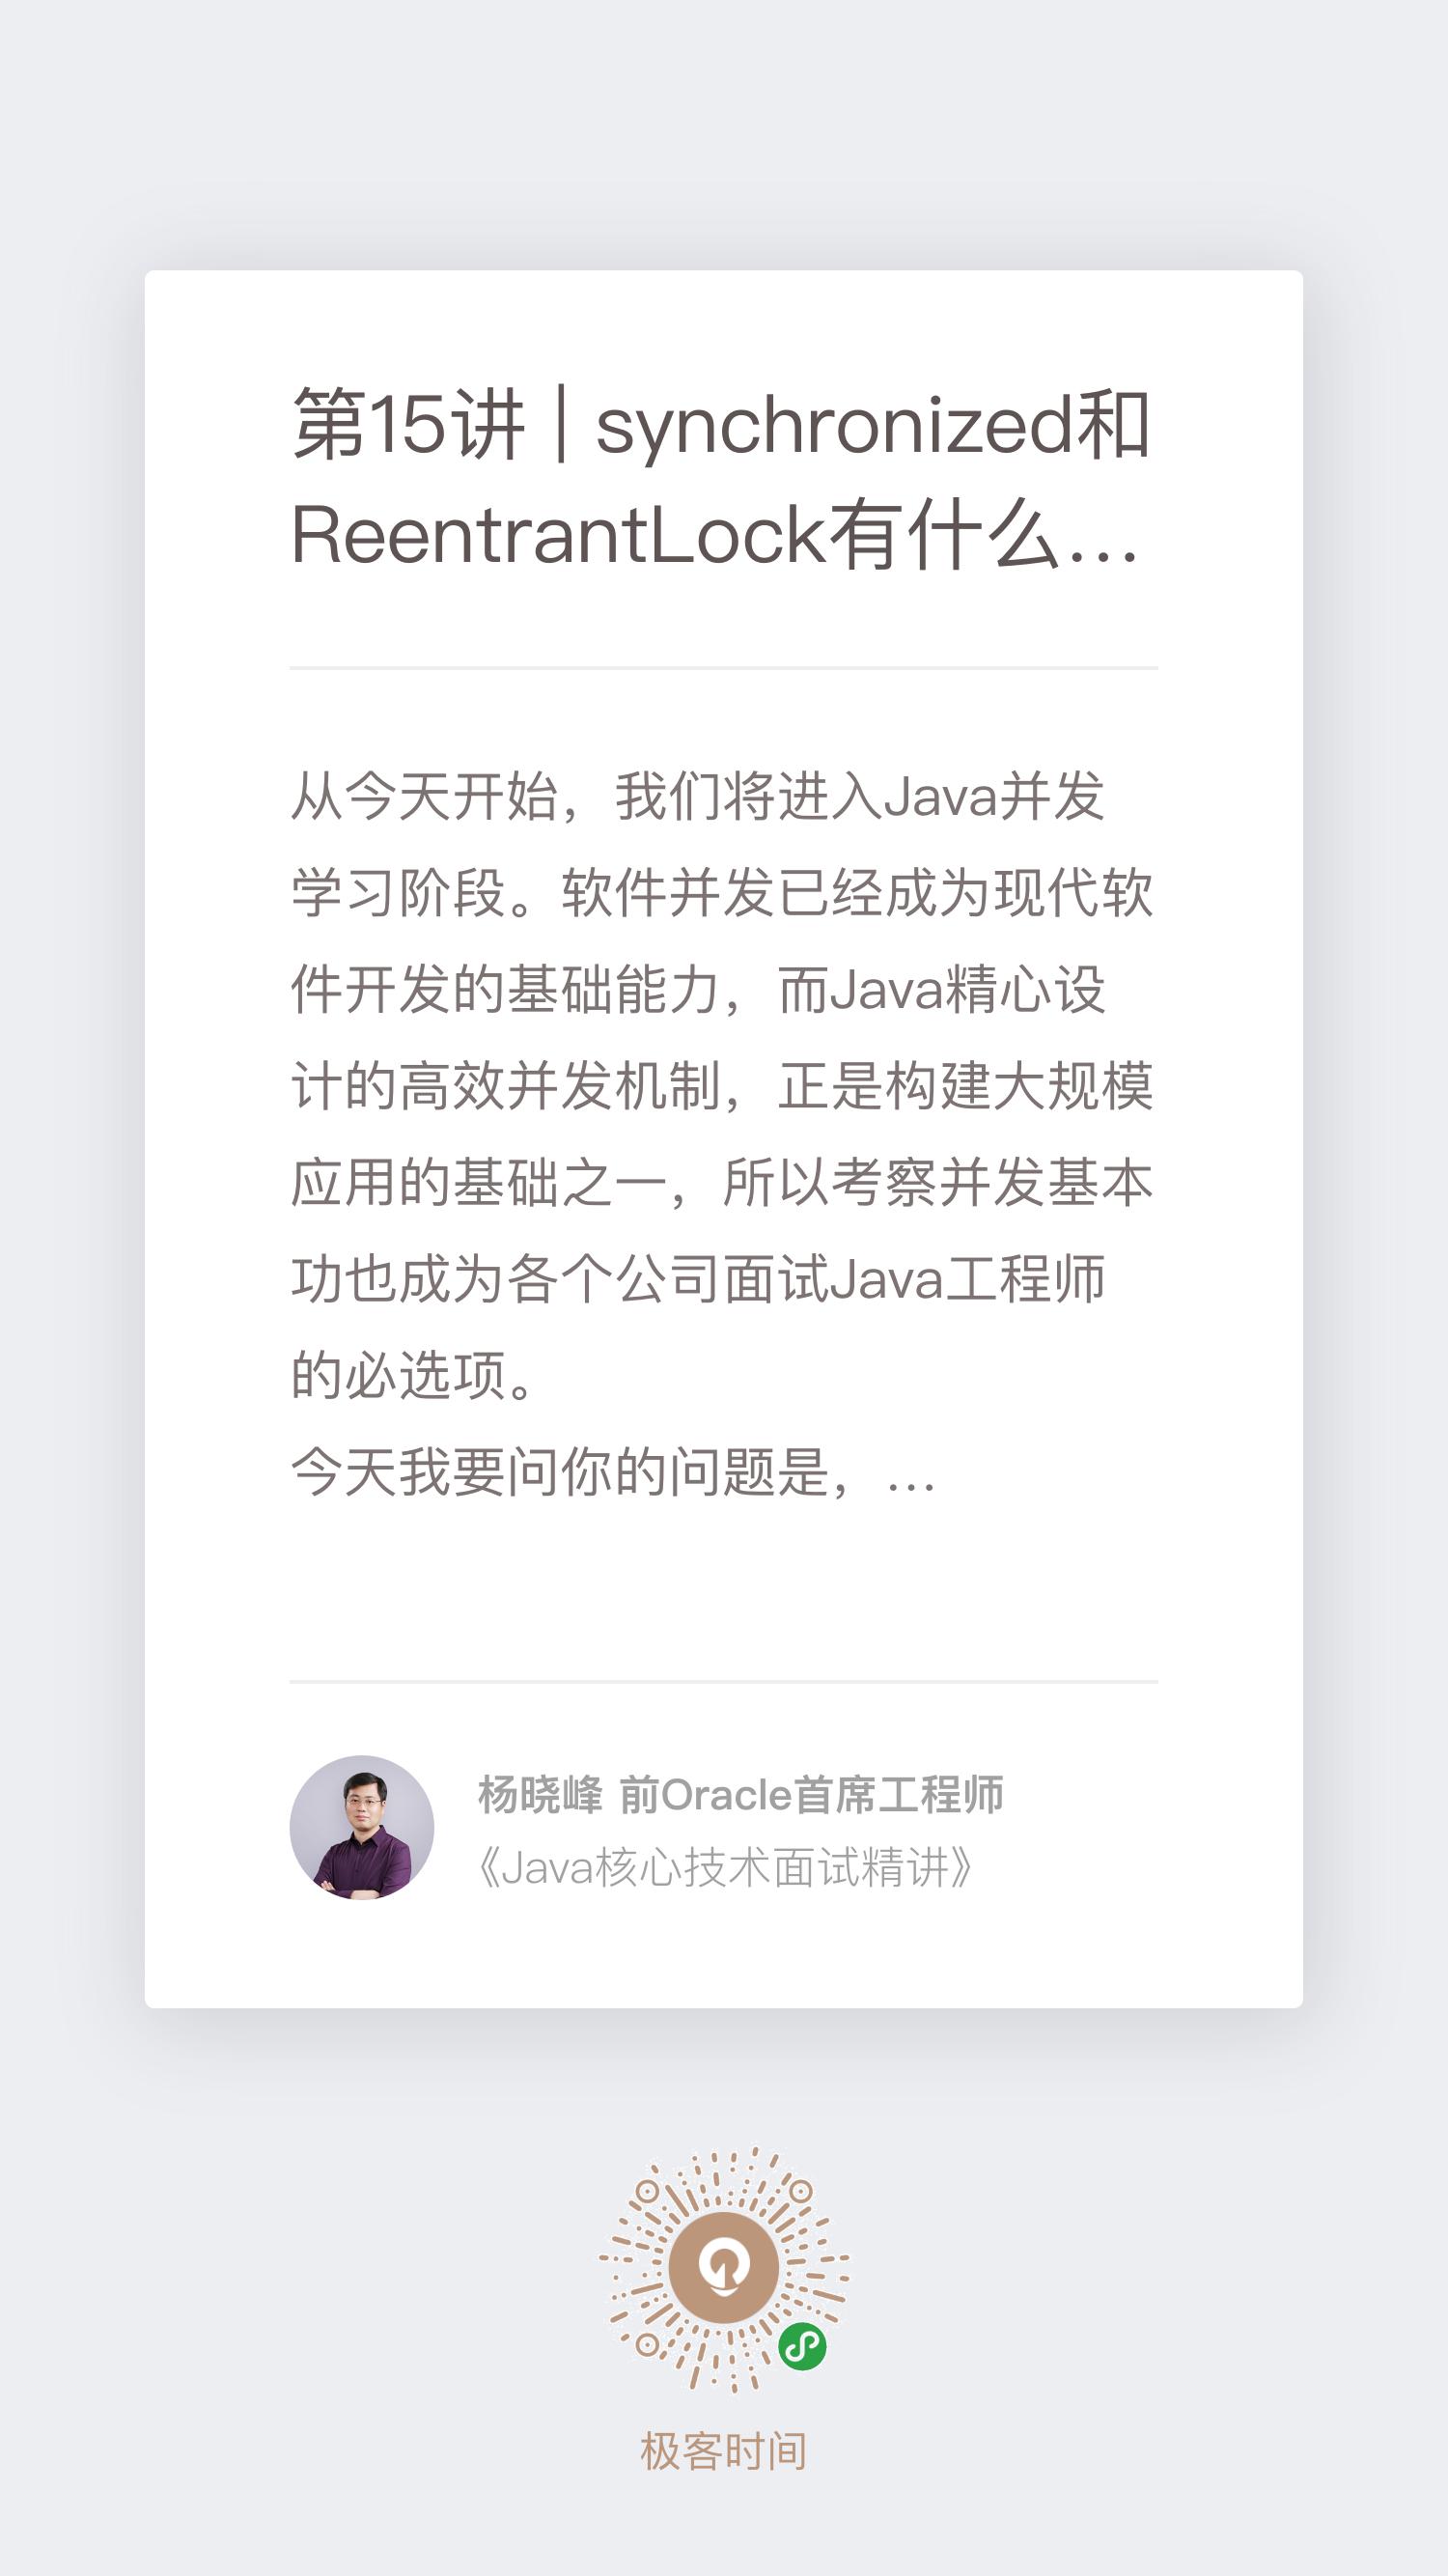 第15讲 | synchronized和
ReentrantLock有什么...
从今天开始，我们将进入Java并发
学习阶段。软件并发已经成为现代软
件开发的基础能力，而Java精心设
计的高效并发机制，正是构建大规模
应用的基础之一，所以考察并发基本
功也成为各个公司面试Java工程师
的必选项。
今天我要问你的问题是，...
杨晓峰 前Oracle首席工程师
《Java核心技术面试精讲》
极客时间